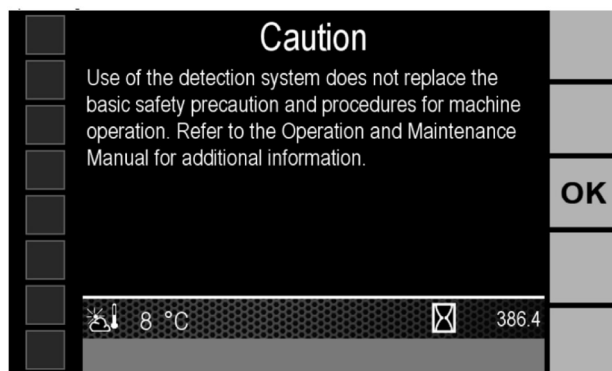 Caution
Use of the detection system does not replace the
basic safety precaution and procedures for machine
operation. Refer to the Operation and Maintenance
Manual for additional information.
OK
8 °C
386.4